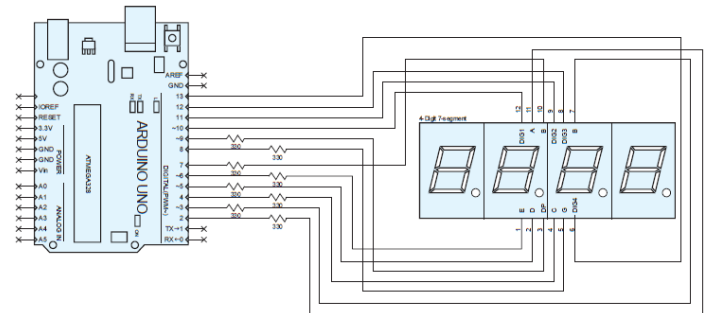 AREF
GND
13
12
11
~10
~9
8
7
~6
~5
4
~3
2
TX→1
RX←0
IOREF
RESET
3.3V
5V
GND
GND
Vin
A0
A1
A2
A3
A4
A5
POWER
ANALOG IN
ATMEGA328
ARDUINO UNO
DIGITAL (PWM~)
RX
TX
L
ON
330
330
330
330
330
330
330
330
4-Digit 7-segment
12 11 10 9 8 7
DIG1 A B DIG2 DIG3 B
E D DP C G DIG4
1 2 3 4 5 6